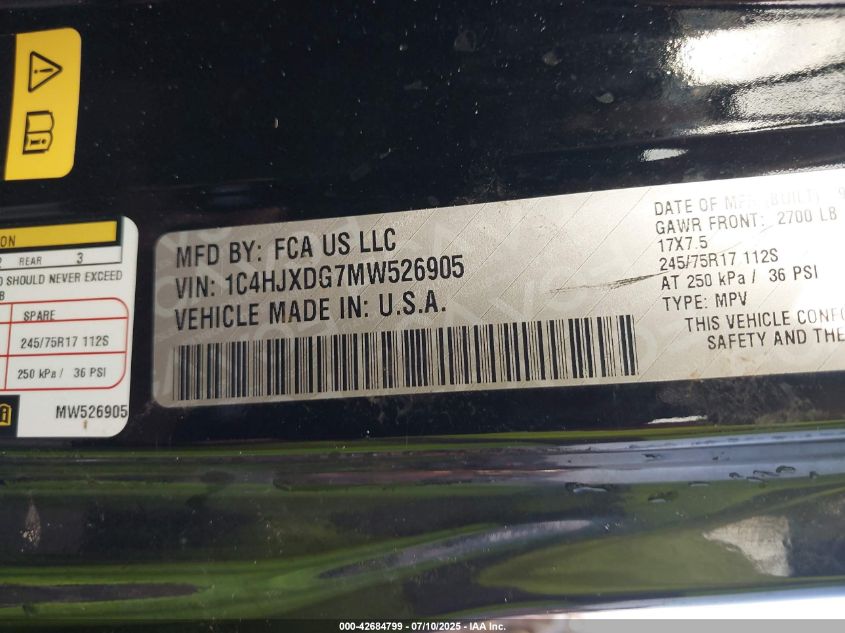 ON
REAR 3
SHOULD NEVER EXCEED
B
SPARE
245/75R17 112S
250 kPa / 36 PSI
MW526905
MFD BY: FCA US LLC
VIN: 1C4HJXDG7MW526905
VEHICLE MADE IN: U.S.A.
DATE OF MFR (BUILT) 9
GAWR FRONT: 2700 LB
17X7.5
245/75R17 112S
AT 250 kPa / 36 PSI
TYPE: MPV
THIS VEHICLE CONF
SAFETY AND THE
000-42684799 — 07/10/2025 — IAA Inc.